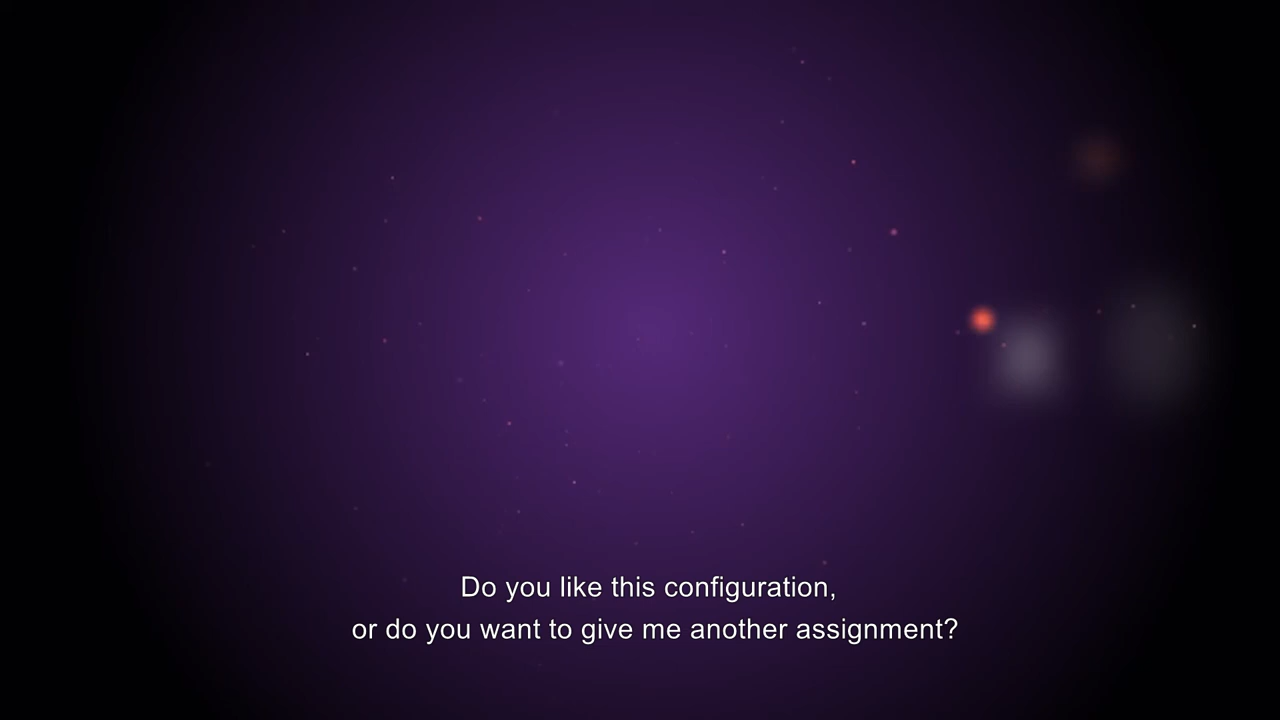 Do you like this configuration,
or do you want to give me another assignment?